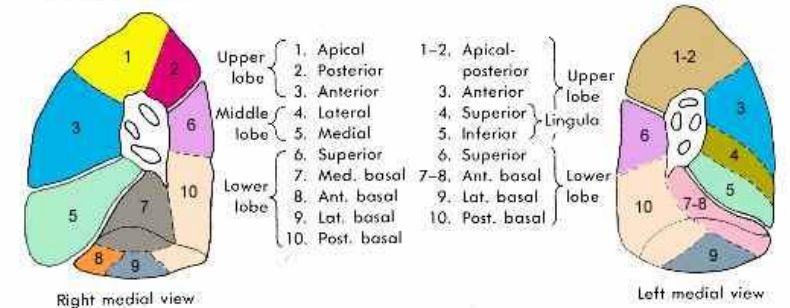 1
2
3
6
5
7
10
8
9
Right medial view
Upper lobe
1. Apical
2. Posterior
3. Anterior
Middle lobe
4. Lateral
5. Medial
Lower lobe
6. Superior
7. Med. basal
8. Ant. basal
9. Lat. basal
10. Post. basal
1–2. Apical-
posterior
3. Anterior
Upper lobe
4. Superior
5. Inferior
Lingula
6. Superior
7–8. Ant. basal
9. Lat. basal
10. Post. basal
Lower lobe
1-2
3
6
4
5
10
7-8
9
Left medial view